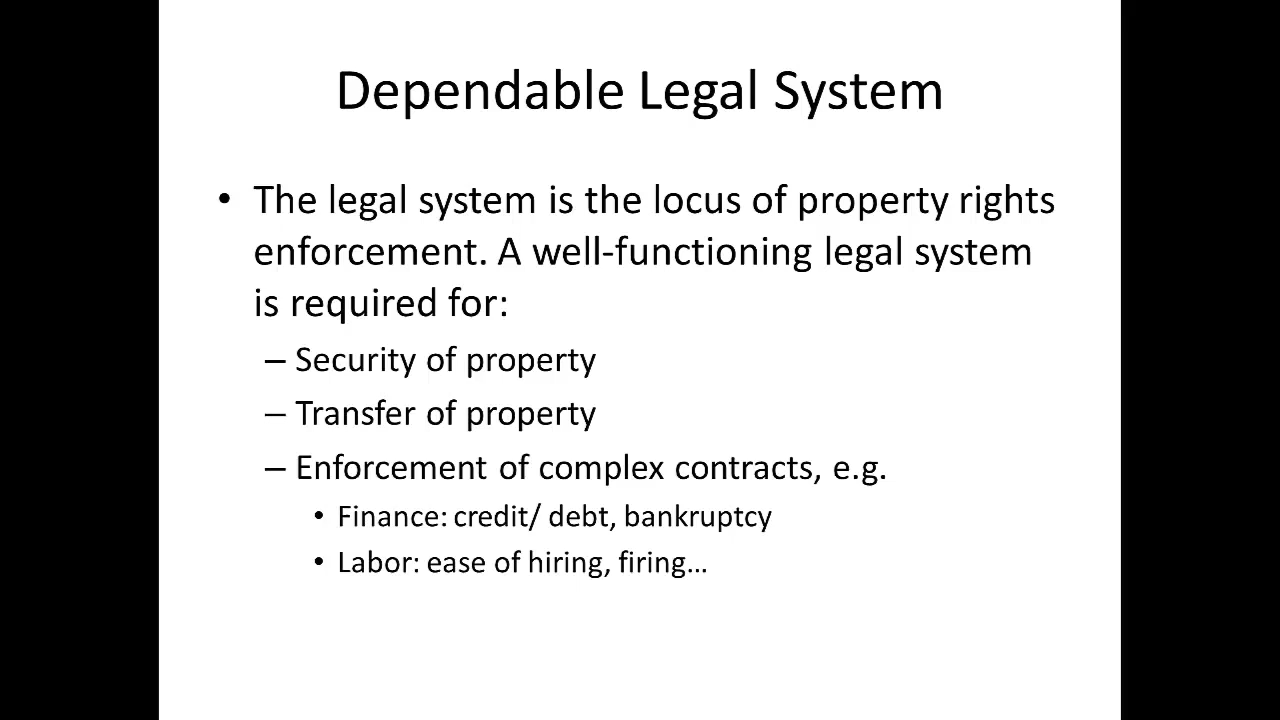 Dependable Legal System
• The legal system is the locus of property rights
enforcement. A well-functioning legal system
is required for:
– Security of property
– Transfer of property
– Enforcement of complex contracts, e.g.
• Finance: credit/ debt, bankruptcy
• Labor: ease of hiring, firing…